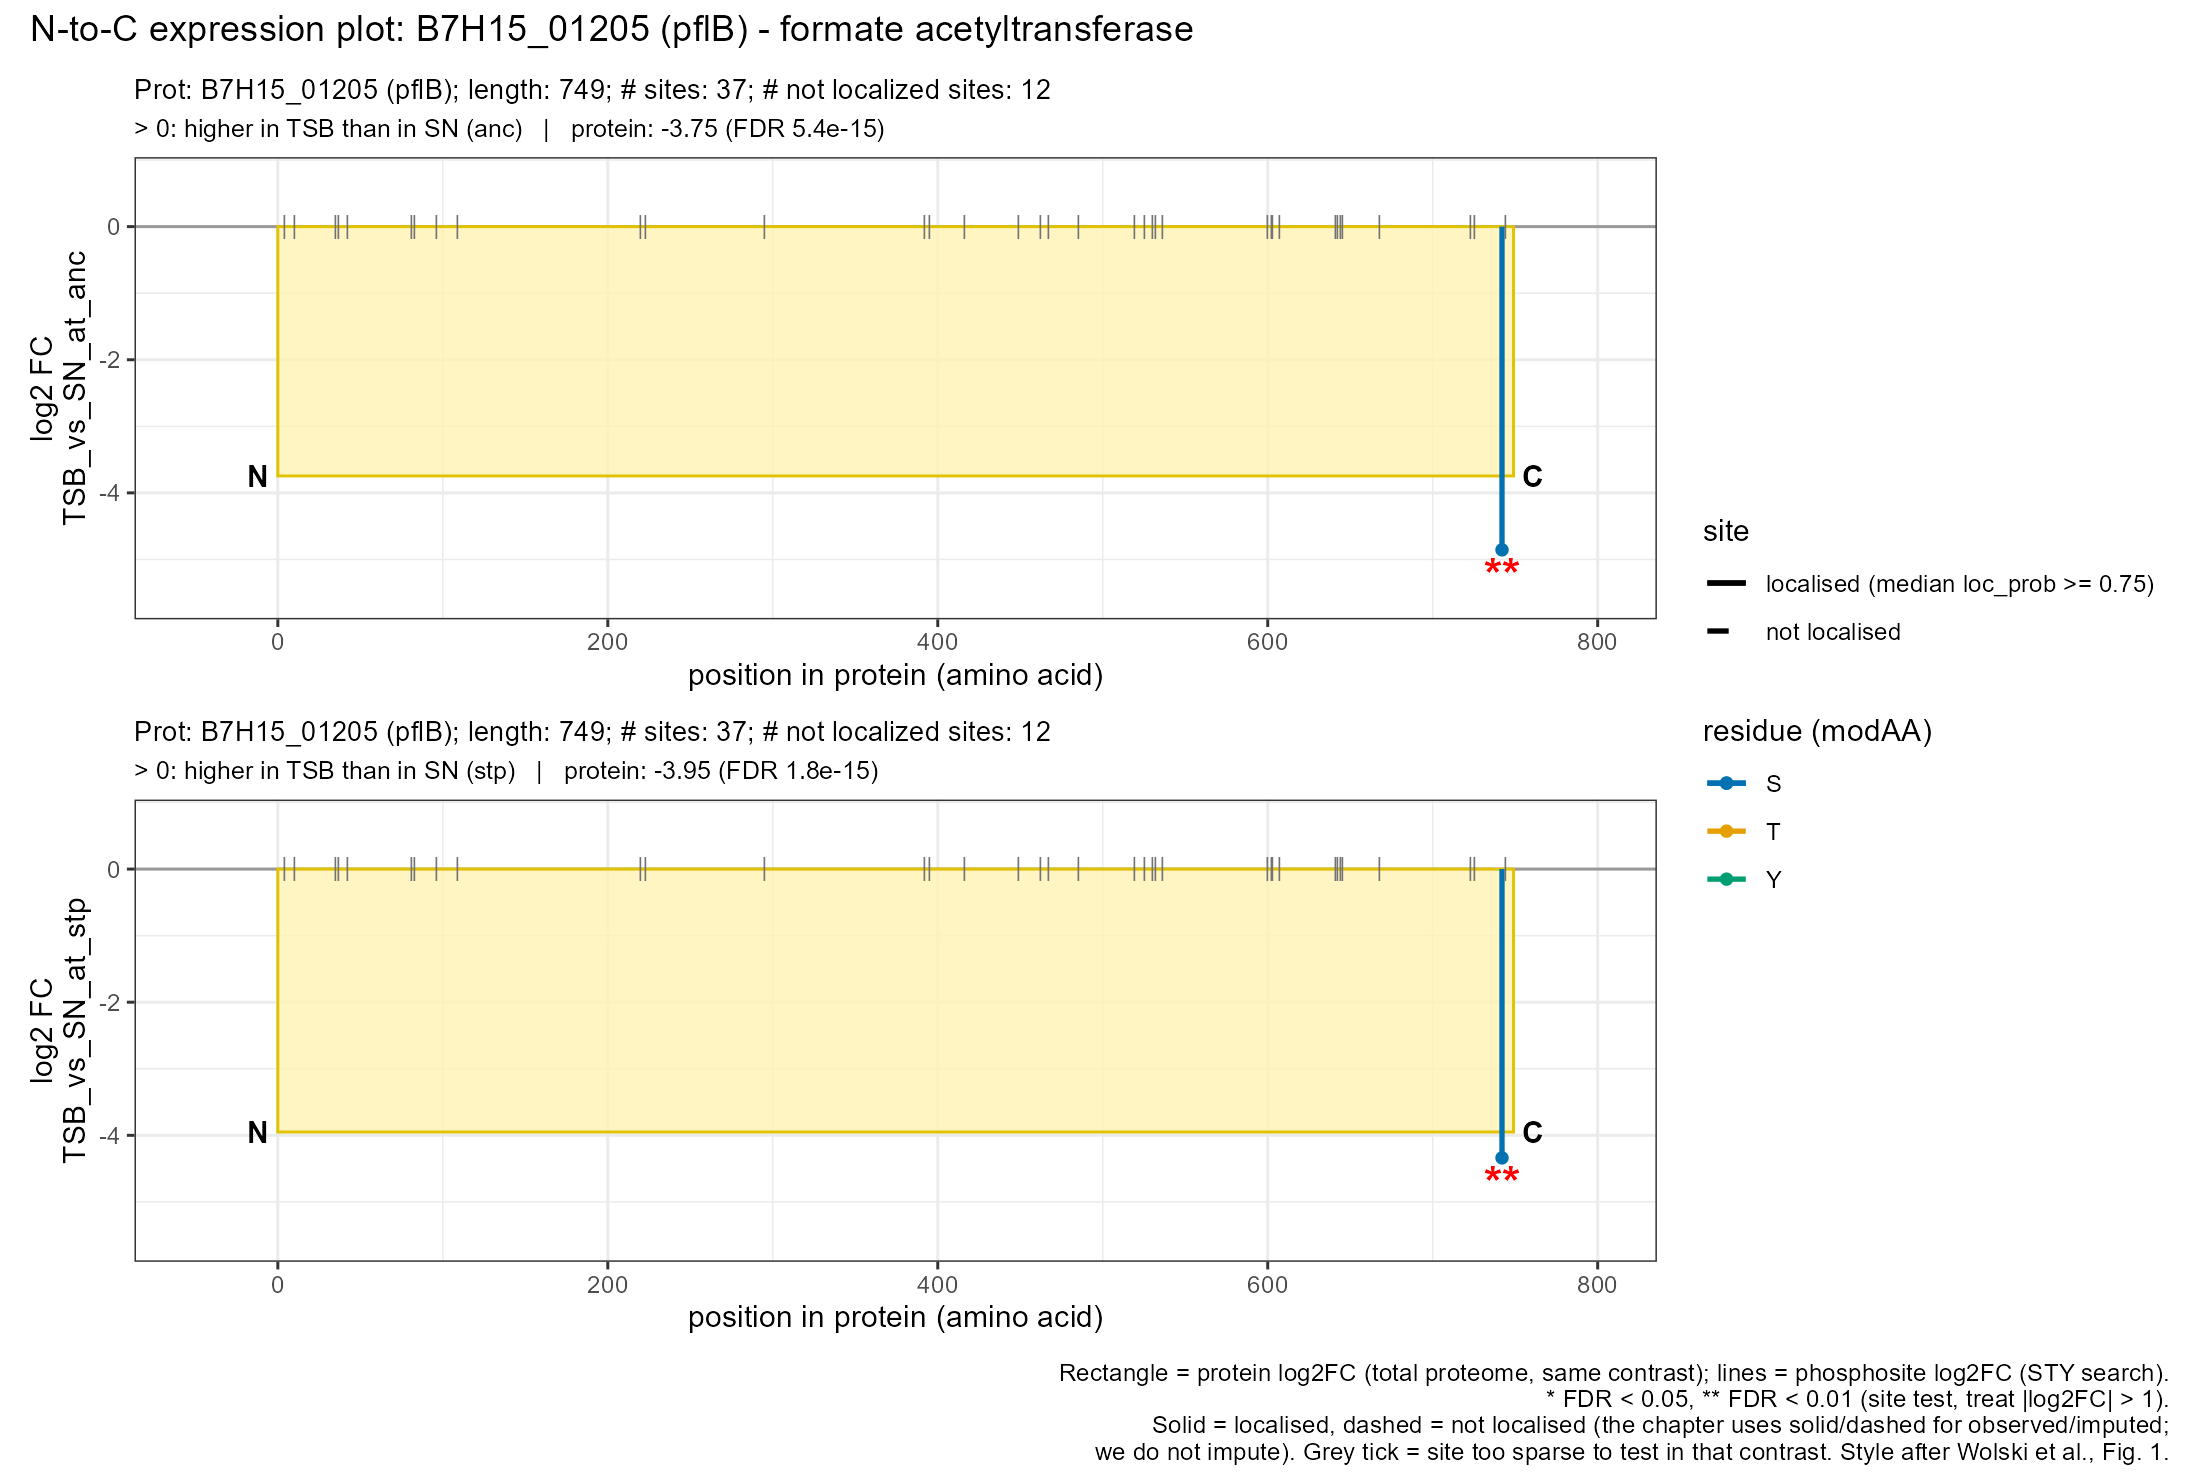 N-to-C expression plot: B7H15_01205 (pflB) - formate acetyltransferase
Prot: B7H15_01205 (pflB); length: 749; # sites: 37; # not localized sites: 12
> 0: higher in TSB than in SN (anc)   |   protein: -3.75 (FDR 5.4e-15)
log2 FC
TSB_vs_SN_at_anc
0
-2
-4
N
C
**
0
200
400
600
800
position in protein (amino acid)
Prot: B7H15_01205 (pflB); length: 749; # sites: 37; # not localized sites: 12
> 0: higher in TSB than in SN (stp)   |   protein: -3.95 (FDR 1.8e-15)
log2 FC
TSB_vs_SN_at_stp
0
-2
-4
N
C
**
0
200
400
600
800
position in protein (amino acid)
site
localised (median loc_prob >= 0.75)
not localised
residue (modAA)
S
T
Y
Rectangle = protein log2FC (total proteome, same contrast); lines = phosphosite log2FC (STY search).
* FDR < 0.05, ** FDR < 0.01 (site test, treat |log2FC| > 1).
Solid = localised, dashed = not localised (the chapter uses solid/dashed for observed/imputed;
we do not impute). Grey tick = site too sparse to test in that contrast. Style after Wolski et al., Fig. 1.